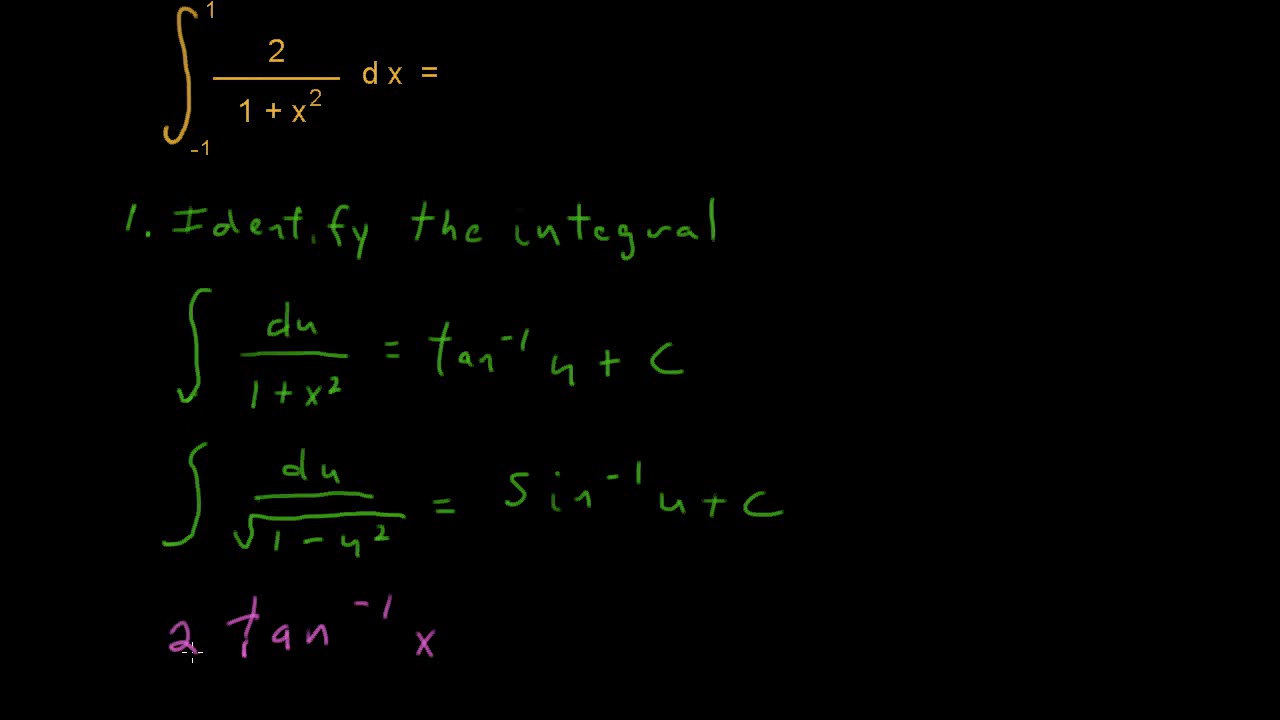 ∫_{-1}^{1} 2/(1 + x²) dx =
1. Identify the integral
∫ du/(1 + x²) = tan⁻¹ u + C
∫ du/√(1 - u²) = sin⁻¹ u + C
2 tan⁻¹ x